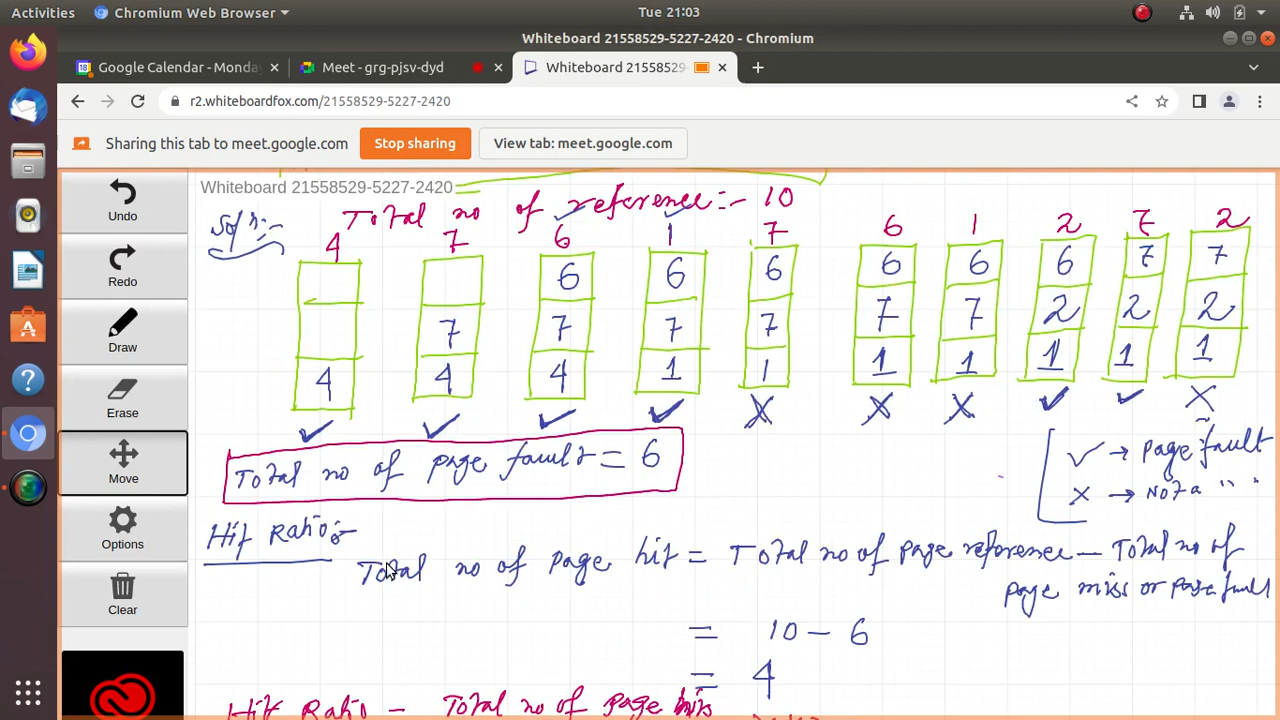 Activities Chromium Web Browser Tue 21:03
Whiteboard 21558529-5227-2420 - Chromium
Google Calendar - Monda Meet - grg-pjsv-dyd Whiteboard 21558529-5227-2420
r2.whiteboardfox.com/21558529-5227-2420
Sharing this tab to meet.google.com Stop sharing View tab: meet.google.com
Whiteboard 21558529-5227-2420
Undo
Redo
Draw
Erase
Move
Options
Clear
Total no of reference:- 10
Solⁿ:-
4 7 6 1 7 6 1 2 7 2
6 6 6 6 6 6 7 7
7 7 7 7 7 7 2 2 2
4 4 4 1 1 1 1 1 1 1
✓ ✓ ✓ ✓ X X X ✓ ✓ X
Total no of page fault = 6
✓ → Page fault
X → Not a " "
Hit Ratio:-
Total no of page hit = Total no of page reference - Total no of
page miss or page fault
= 10 - 6
= 4
Hit Ratio = Total no of page hits